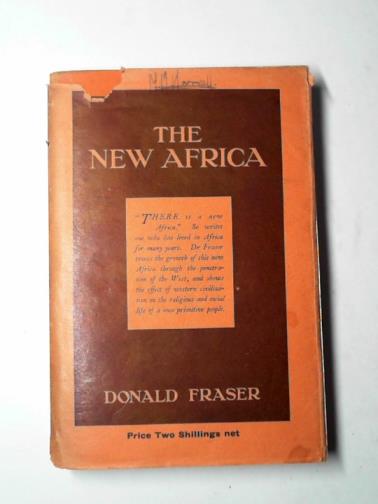 THE
NEW AFRICA
"THERE is a new
Africa." So writes
one who has lived in Africa
for many years. Dr Fraser
traces the growth of this new
Africa through the penetra-
tion of the West, and shows
the effect of western civilisa-
tion on the religious and social
life of a once primitive people.
DONALD FRASER
Price Two Shillings net